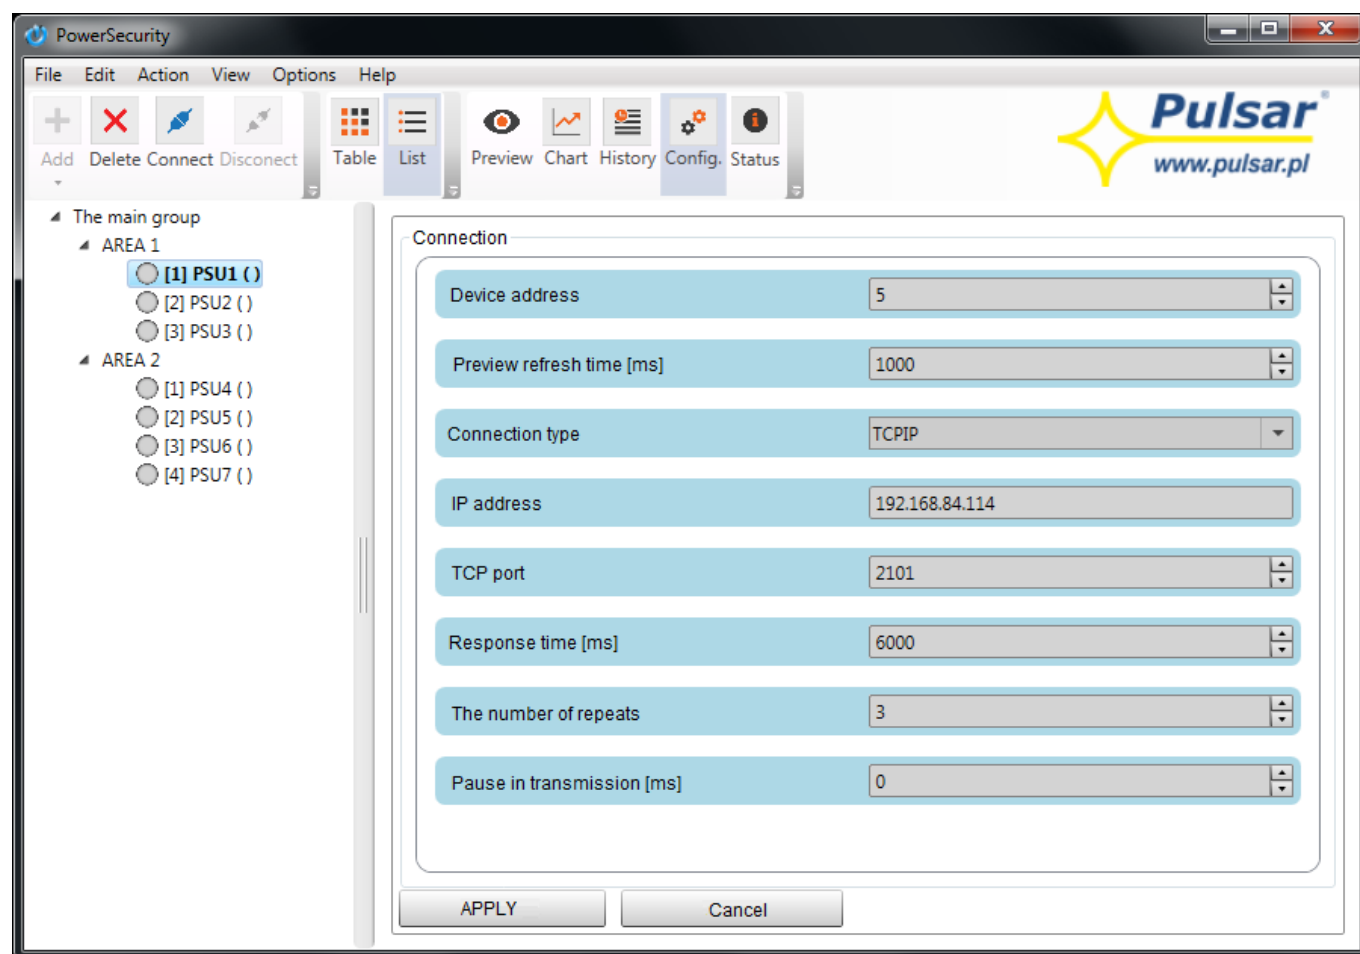 PowerSecurity
File Edit Action View Options Help
Add Delete Connect Disconect Table List Preview Chart History Config. Status
Pulsar®
www.pulsar.pl
The main group
AREA 1
[1] PSU1 ( )
[2] PSU2 ( )
[3] PSU3 ( )
AREA 2
[1] PSU4 ( )
[2] PSU5 ( )
[3] PSU6 ( )
[4] PSU7 ( )
Connection
Device address 5
Preview refresh time [ms] 1000
Connection type TCPIP
IP address 192.168.84.114
TCP port 2101
Response time [ms] 6000
The number of repeats 3
Pause in transmission [ms] 0
APPLY Cancel